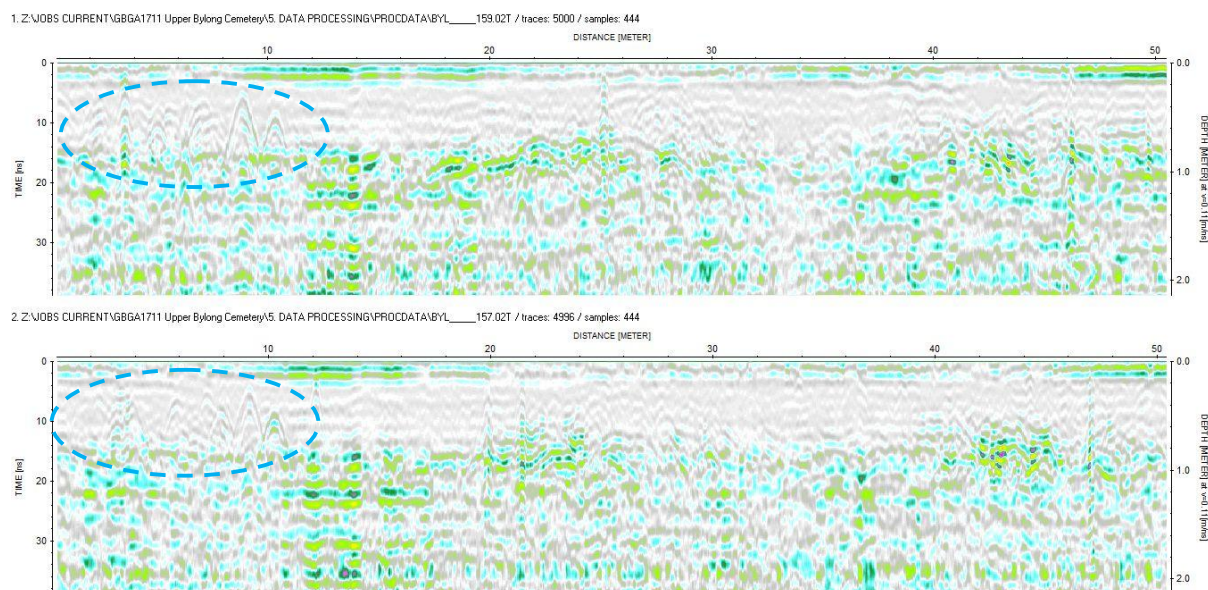 1. Z:\JOBS CURRENT\GBGA1711 Upper Bylong Cemetery\5. DATA PROCESSING\PROCDATA\BYL_____159.02T / traces: 5000 / samples: 444
DISTANCE [METER]
10 20 30 40 50
0 0.0
10
1.0
20
30
2.0
TIME [ns]
DEPTH [METER] at v=0.11[m/ns]
2. Z:\JOBS CURRENT\GBGA1711 Upper Bylong Cemetery\5. DATA PROCESSING\PROCDATA\BYL_____157.02T / traces: 4996 / samples: 444
DISTANCE [METER]
10 20 30 40 50
0 0.0
10
1.0
20
30
2.0
TIME [ns]
DEPTH [METER] at v=0.11[m/ns]